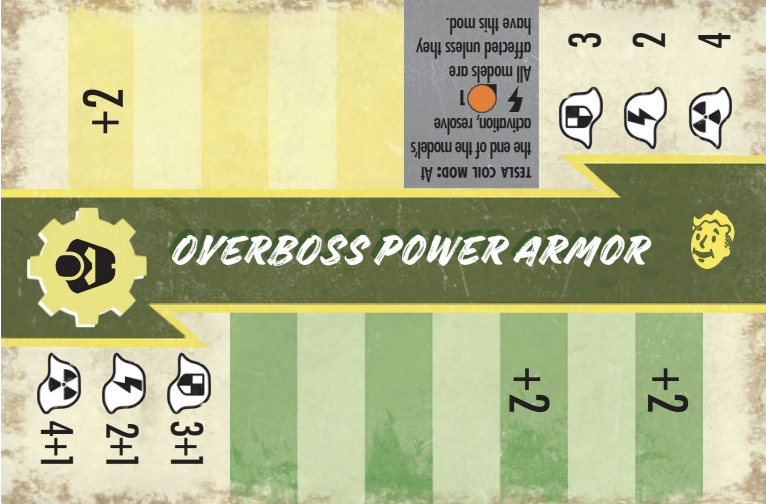 +2
TESLA COIL MOD: At
the end of the model's
activation, resolve
1
All models are
affected unless they
have this mod.
3
2
4
OVERBOSS POWER ARMOR
4+1
2+1
3+1
+2
+2